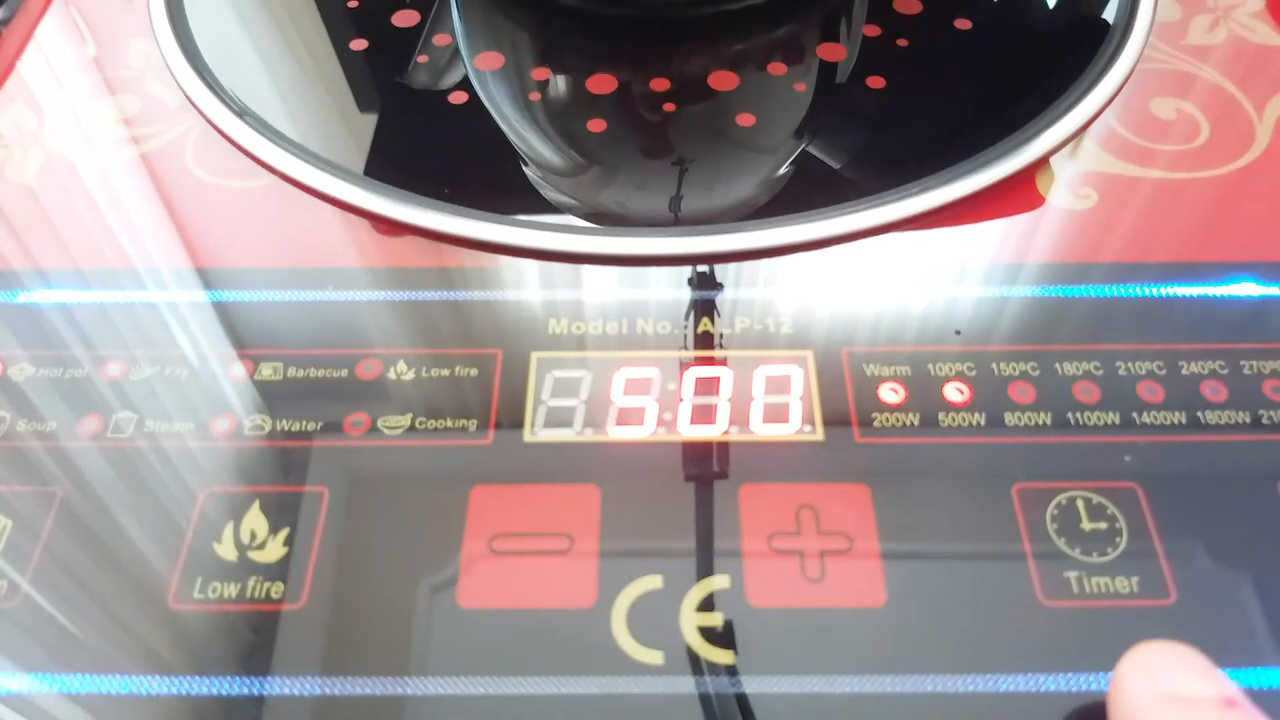 Model No.: ALP-12
Hot pot Fry Barbecue Low fire
Soup Steam Water Cooking
500
Warm 100ºC 150ºC 180ºC 210ºC 240ºC
200W 500W 800W 1100W 1400W 1800W
Low fire
Timer
CE